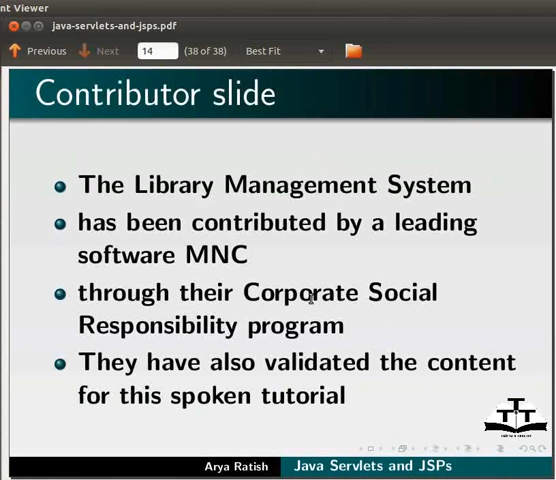 nt Viewer
java-servlets-and-jsps.pdf
Previous Next 14 (38 of 38) Best Fit
Contributor slide
The Library Management System
has been contributed by a leading
software MNC
through their Corporate Social
Responsibility program
They have also validated the content
for this spoken tutorial
Arya Ratish Java Servlets and JSPs